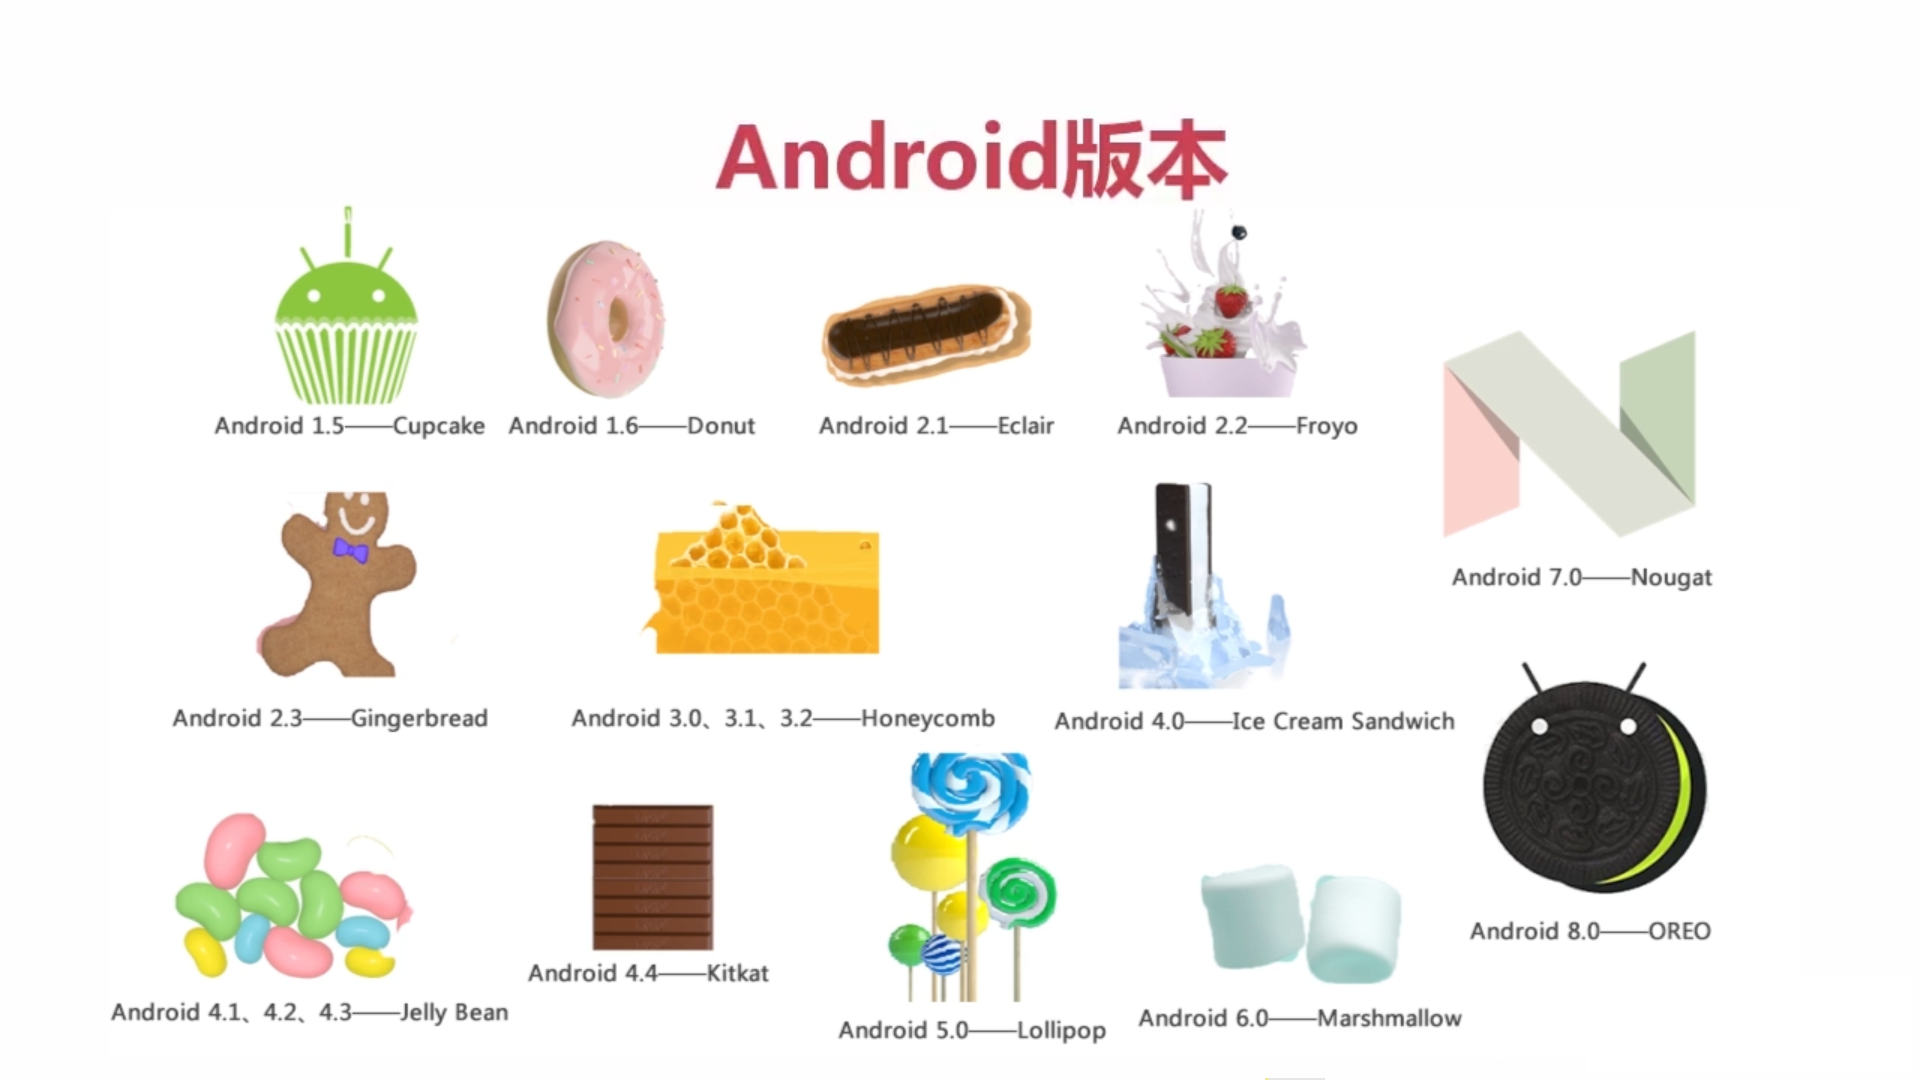 Android版本
Android 1.5——Cupcake
Android 1.6——Donut
Android 2.1——Eclair
Android 2.2——Froyo
Android 7.0——Nougat
Android 2.3——Gingerbread
Android 3.0、3.1、3.2——Honeycomb
Android 4.0——Ice Cream Sandwich
Android 8.0——OREO
Android 4.1、4.2、4.3——Jelly Bean
Android 4.4——Kitkat
Android 5.0——Lollipop
Android 6.0——Marshmallow